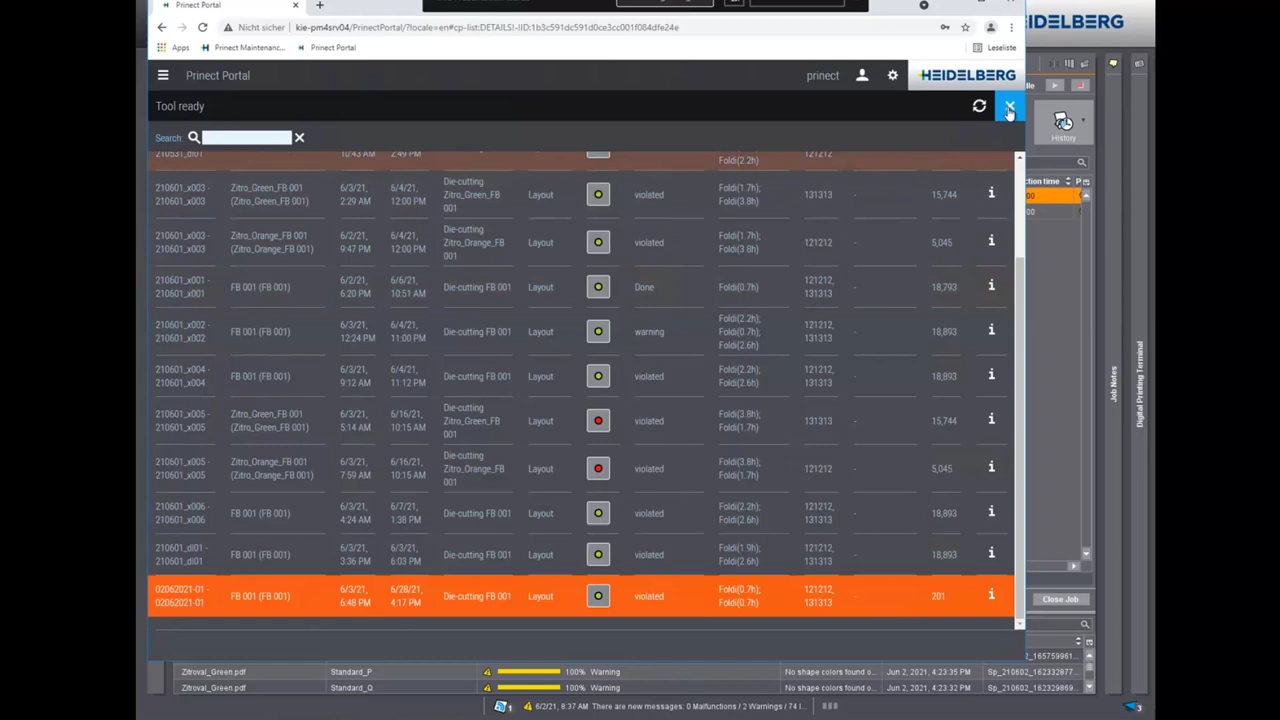 Prinect Portal
Nicht sicher kie-pm4srv04/PrinectPortal/?locale=en#cp-list:DETAILS!-IID:1b3c591dc591d0ce3cc001f084dfe24e
Apps Prinect Maintenanc... Prinect Portal Leseliste
Prinect Portal prinect HEIDELBERG
HEIDELBERG
Tool ready
Search:
History
210531_dl01 10:43 AM 2:49 PM Foldi(2.2h); 121212
210601_x003 - Zitro_Green_FB 001 6/3/21, 6/4/21 Die-cutting Layout violated Foldi(1.7h); 131313 - 15,744 i
210601_x003 (Zitro_Green_FB 001) 2:29 AM 12:00 PM Zitro_Green_FB Foldi(3.8h)
001
210601_x003 - Zitro_Orange_FB 001 6/2/21, 6/4/21 Die-cutting Layout violated Foldi(1.7h); 121212 - 5,045 i
210601_x003 (Zitro_Orange_FB 001) 9:47 PM 12:00 PM Zitro_Orange_FB Foldi(3.8h)
001
210601_x001 - FB 001 (FB 001) 6/2/21, 6/6/21 Die-cutting FB 001 Layout Done Foldi(0.7h) 121212, - 18,793 i
210601_x001 6:20 PM 10:51 AM 131313
210601_x002 - FB 001 (FB 001) 6/3/21, 6/4/21 Die-cutting FB 001 Layout warning Foldi(2.2h); 121212, - 18,893 i
210601_x002 12:24 PM 11:00 PM Foldi(0.7h); 131313
Foldi(2.6h)
210601_x004 - FB 001 (FB 001) 6/3/21, 6/4/21 Die-cutting FB 001 Layout violated Foldi(2.2h); 121212, - 18,893 i
210601_x004 9:12 AM 11:12 PM Foldi(2.6h) 131313
210601_x005 - Zitro_Green_FB 001 6/3/21, 6/16/21 Die-cutting Layout violated Foldi(3.8h); 131313 - 15,744 i
210601_x005 (Zitro_Green_FB 001) 5:14 AM 10:15 AM Zitro_Green_FB Foldi(1.7h)
001
210601_x005 - Zitro_Orange_FB 001 6/3/21, 6/16/21 Die-cutting Layout violated Foldi(3.8h); 121212 - 5,045 i
210601_x005 (Zitro_Orange_FB 001) 7:59 AM 10:15 AM Zitro_Orange_FB Foldi(1.7h)
001
210601_x006 - FB 001 (FB 001) 6/3/21, 6/7/21 Die-cutting FB 001 Layout violated Foldi(2.2h); 121212, - 18,893 i
210601_x006 4:24 AM 1:38 PM Foldi(2.6h) 131313
210601_dl01 - FB 001 (FB 001) 6/3/21, 6/3/21 Die-cutting FB 001 Layout violated Foldi(1.9h); 121212, - 18,893 i
210601_dl01 3:36 PM 6:03 PM Foldi(2.6h) 131313
02062021-01 - FB 001 (FB 001) 6/3/21, 6/28/21 Die-cutting FB 001 Layout violated Foldi(0.7h); 121212, - 201 i
02062021-01 6:48 PM 4:17 PM Foldi(0.7h) 131313
Close Job
Job Notes
Digital Printing Terminal
Zitroval_Green.pdf Standard_P 100% Warning No shape colors found o... Jun 2, 2021, 4:23:35 PM Sp_210602_162332877...
Zitroval_Green.pdf Standard_Q 100% Warning No shape colors found o... Jun 2, 2021, 4:23:32 PM Sp_210602_162329869...
1 6/2/21, 8:37 AM There are new messages: 0 Malfunctions / 2 Warnings / 74 I... 3